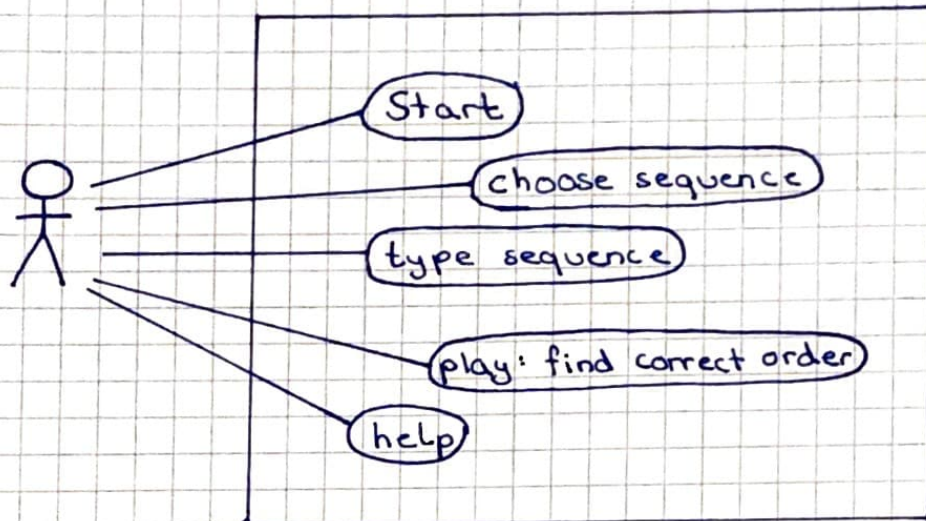 Start
choose sequence
type sequence
play: find correct order
help